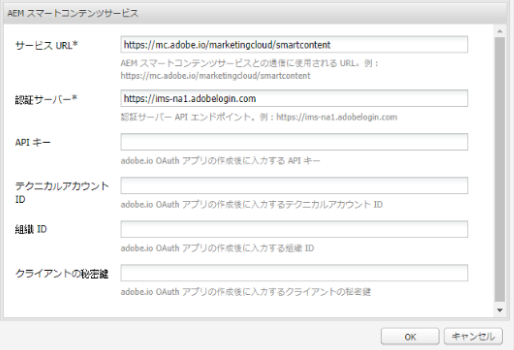 AEM スマートコンテンツサービス
サービス URL*
https://mc.adobe.io/marketingcloud/smartcontent
AEM スマートコンテンツサービスとの通信に使用される URL。例：
https://mc.adobe.io/marketingcloud/smartcontent
認証サーバー*
https://ims-na1.adobelogin.com
認証サーバー API エンドポイント。例：https://ims-na1.adobelogin.com
API キー
adobe.io OAuth アプリの作成後に入力する API キー
テクニカルアカウント
ID
adobe.io OAuth アプリの作成後に入力するテクニカルアカウント ID
組織 ID
adobe.io OAuth アプリの作成後に入力する組織 ID
クライアントの秘密鍵
adobe.io OAuth アプリの作成後に入力するクライアントの秘密鍵
OK
キャンセル